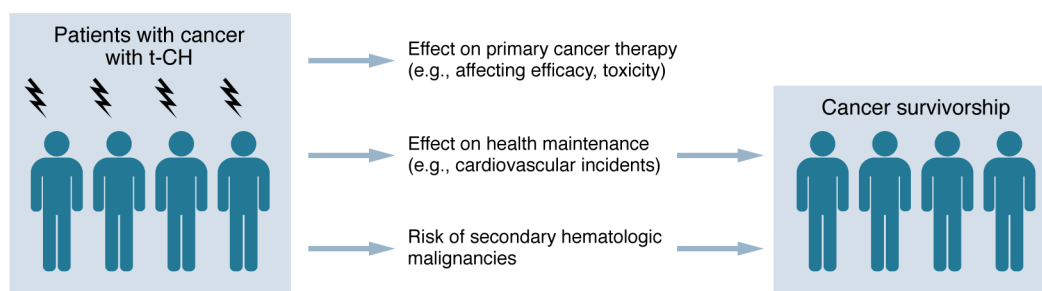 Patients with cancer
with t-CH
Effect on primary cancer therapy
(e.g., affecting efficacy, toxicity)
Effect on health maintenance
(e.g., cardiovascular incidents)
Risk of secondary hematologic
malignancies
Cancer survivorship